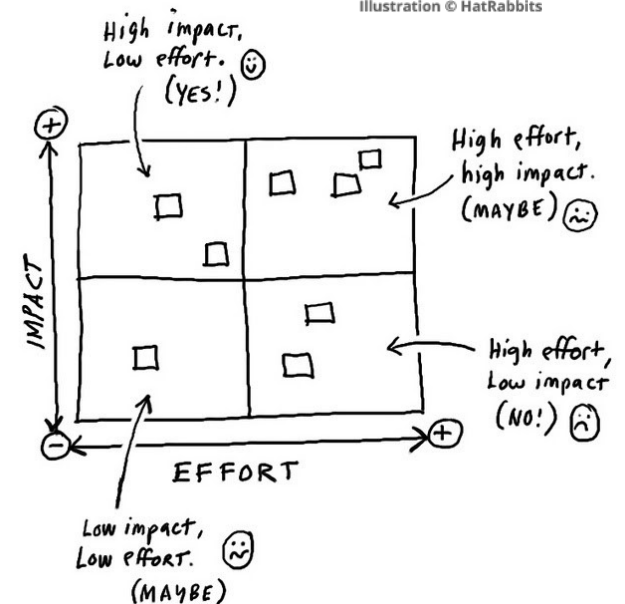 Illustration © HatRabbits
High impact,
Low effort.
(YES!)
High effort,
high impact.
(MAYBE)
IMPACT
High effort,
Low impact
(NO!)
EFFORT
Low impact,
Low effort.
(MAYBE)